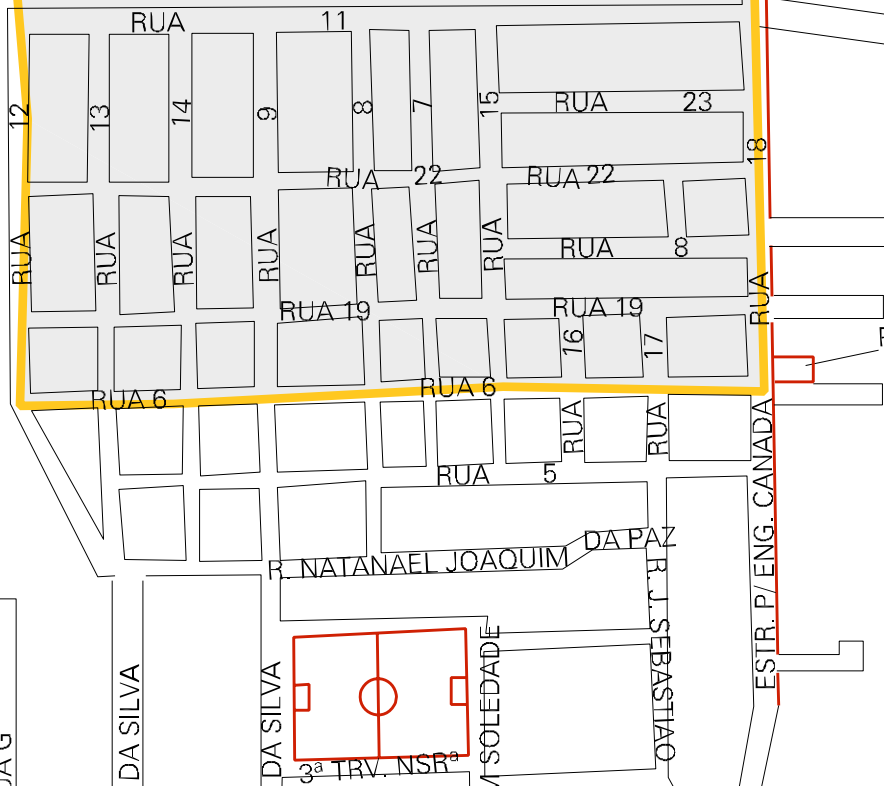 RUA 11
12
13
14
9
8
7
15
RUA 23
18
RUA 22
RUA 22
RUA
RUA
RUA
RUA
RUA
RUA
RUA
RUA 8
RUA
RUA 19
RUA 19
16
17
RUA 6
RUA 6
RUA
RUA
RUA 5
ESTR. P/ ENG. CANADA
R. NATANAEL JOAQUIM DA PAZ
R. J. SEBASTIAO
DA SILVA
DA SILVA
SOLEDADE
3ª TRV. NSRª